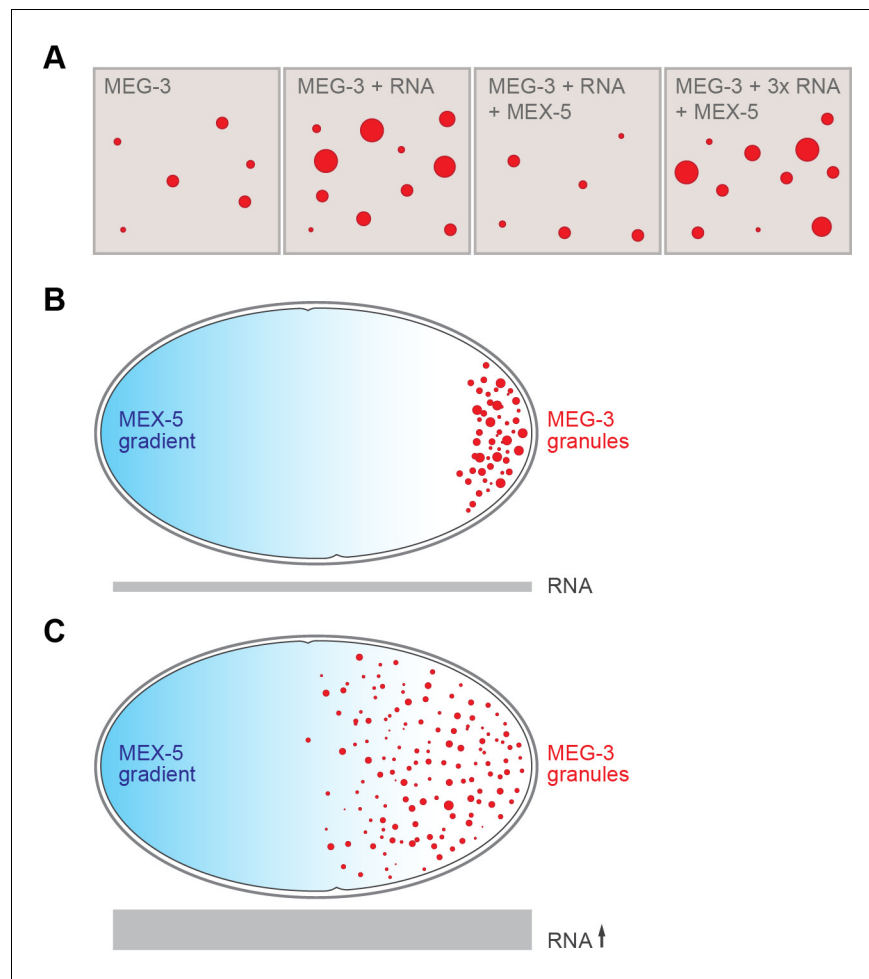 A
MEG-3
MEG-3 + RNA
MEG-3 + RNA
+ MEX-5
MEG-3 + 3x RNA
+ MEX-5
B
MEX-5
gradient
MEG-3
granules
RNA
C
MEX-5
gradient
MEG-3
granules
RNA ↑